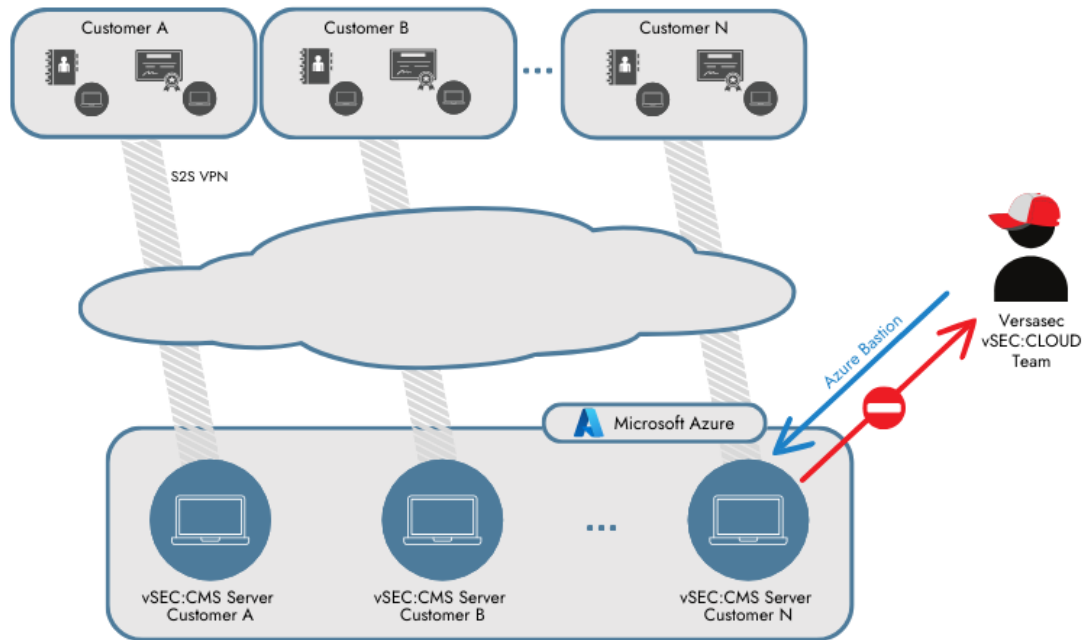 Customer A
Customer B
Customer N
S2S VPN
Azure Bastion
Versasec
vSEC:CLOUD
Team
Microsoft Azure
vSEC:CMS Server
Customer A
vSEC:CMS Server
Customer B
vSEC:CMS Server
Customer N